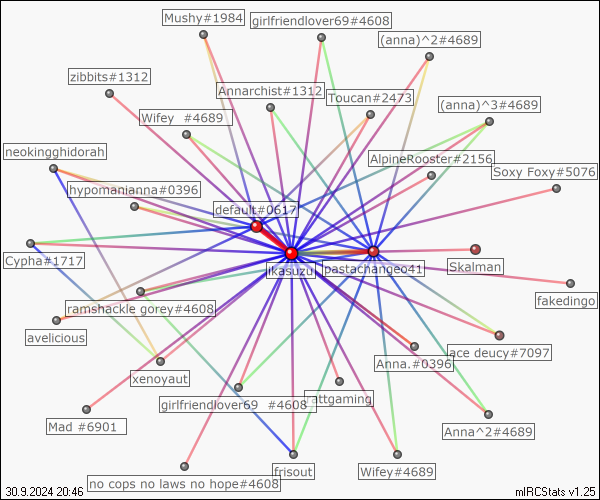 Mushy#1984
girlfriendlover69#4608
(anna)^2#4689
zibbits#1312
Annarchist#1312
Toucan#2473
(anna)^3#4689
Wifey #4689
neokingghidorah
AlpineRooster#2156
Soxy Foxy#5076
hypomanianna#0396
default#0617
Cypha#1717
ikasuzu
pastachangeo41
Skalman
fakedingo
ramshackle gorey#4608
avelicious
ace deucy#7097
Anna.#0396
xenoyaut
attgaming
girlfriendlover69 #4608
Mad #6901
Anna^2#4689
frisout
Wifey#4689
no cops no laws no hope#4608
30.9.2024 20:46
mIRCStats v1.25